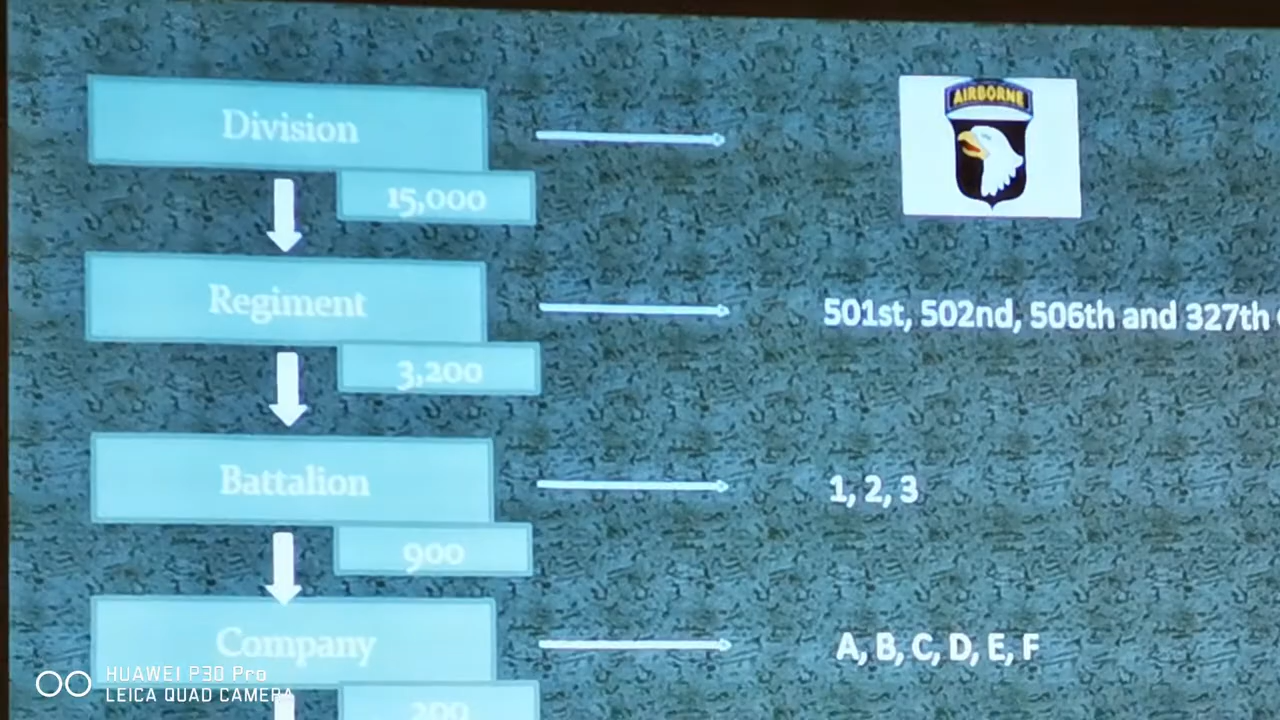 AIRBORNE
Division
15,000
Regiment
3,200
501st, 502nd, 506th and 327th
Battalion
900
1, 2, 3
Company
A, B, C, D, E, F
200
HUAWEI P30 Pro
LEICA QUAD CAMERA